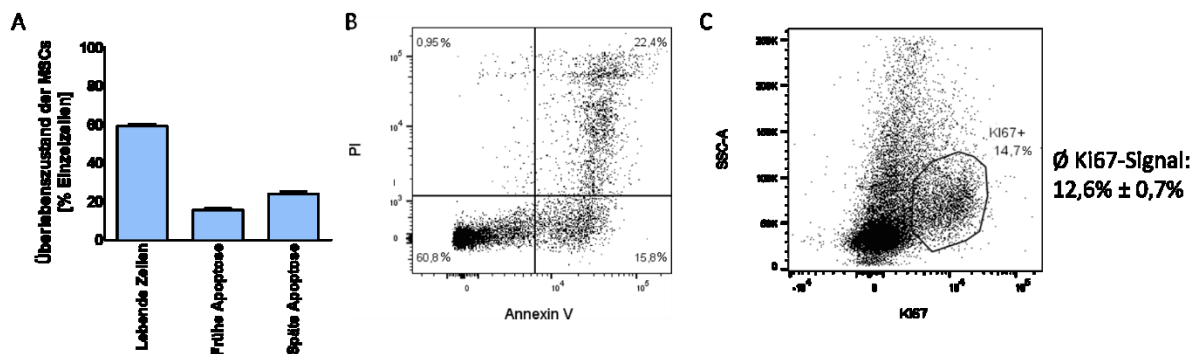 A
Überlebenszustand der MSCs
[% Einzelzellen]
100
80
60
40
20
0
Lebende Zellen
Frühe Apoptose
Späte Apoptose
B
0,95%
22,4%
60,8%
15,8%
PI
10⁵
10⁴
10³
0
0
10⁴
10⁵
Annexin V
C
SSC-A
250K
200K
150K
100K
50K
0
KI67+
14,7%
-10⁴
0
10⁴
10⁵
KI67
Ø Ki67-Signal:
12,6% ± 0,7%